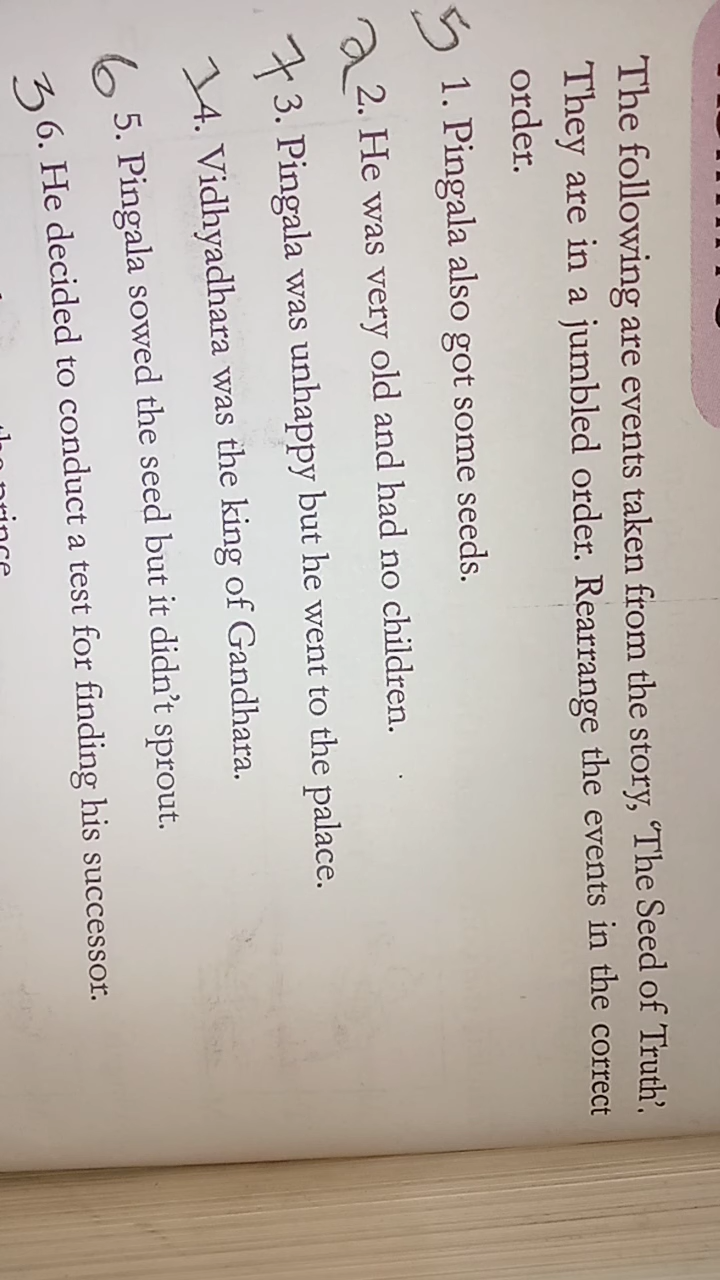 The following are events taken from the story, 'The Seed of Truth'.
They are in a jumbled order. Rearrange the events in the correct
order.
5 1. Pingala also got some seeds.
2 2. He was very old and had no children.
7 3. Pingala was unhappy but he went to the palace.
1 4. Vidhyadhara was the king of Gandhara.
6 5. Pingala sowed the seed but it didn't sprout.
3 6. He decided to conduct a test for finding his successor.
the prince